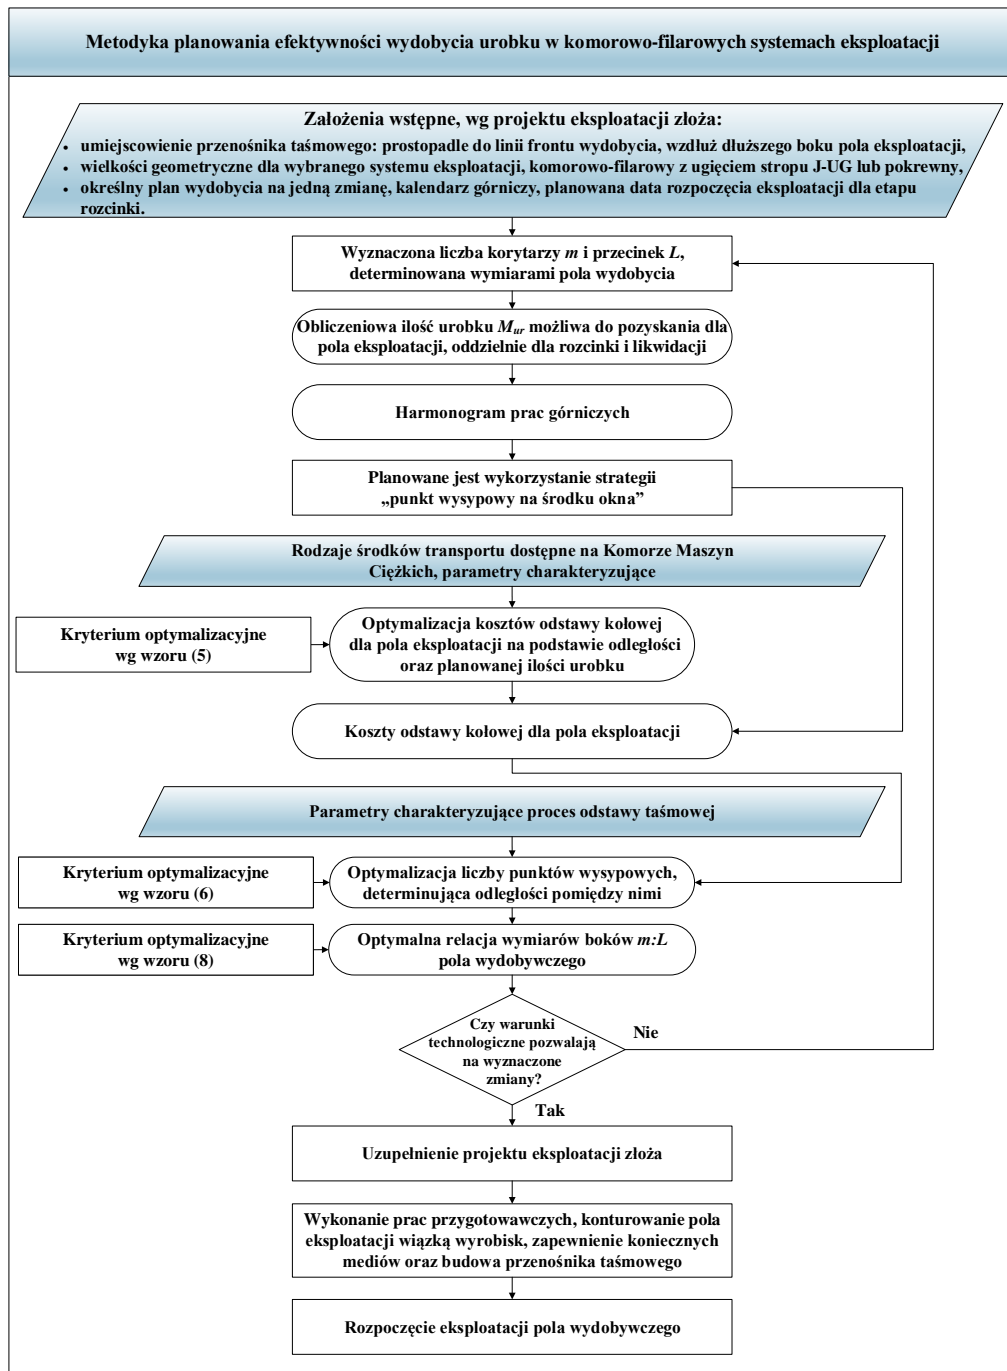 Metodyka planowania efektywności wydobycia urobku w komorowo-filarowych systemach eksploatacji
Założenia wstępne, wg projektu eksploatacji złoża:
• umiejscowienie przenośnika taśmowego: prostopadle do linii frontu wydobycia, wzdłuż dłuższego boku pola eksploatacji,
• wielkości geometryczne dla wybranego systemu eksploatacji, komorowo-filarowy z ugięciem stropu J-UG lub pokrewny,
• określny plan wydobycia na jedną zmianę, kalendarz górniczy, planowana data rozpoczęcia eksploatacji dla etapu
rozcinki.
Wyznaczona liczba korytarzy m i przecinek L,
determinowana wymiarami pola wydobycia
Obliczeniowa ilość urobku Mur możliwa do pozyskania dla
pola eksploatacji, oddzielnie dla rozcinki i likwidacji
Harmonogram prac górniczych
Planowane jest wykorzystanie strategii
„punkt wysypowy na środku okna”
Rodzaje środków transportu dostępne na Komorze Maszyn
Ciężkich, parametry charakteryzujące
Kryterium optymalizacyjne
wg wzoru (5)
Optymalizacja kosztów odstawy kołowej
dla pola eksploatacji na podstawie odległości
oraz planowanej ilości urobku
Koszty odstawy kołowej dla pola eksploatacji
Parametry charakteryzujące proces odstawy taśmowej
Kryterium optymalizacyjne
wg wzoru (6)
Optymalizacja liczby punktów wysypowych,
determinująca odległości pomiędzy nimi
Kryterium optymalizacyjne
wg wzoru (8)
Optymalna relacja wymiarów boków m:L
pola wydobywczego
Czy warunki
technologiczne pozwalają
na wyznaczone
zmiany?
Nie
Tak
Uzupełnienie projektu eksploatacji złoża
Wykonanie prac przygotowawczych, konturowanie pola
eksploatacji wiązką wyrobisk, zapewnienie koniecznych
mediów oraz budowa przenośnika taśmowego
Rozpoczęcie eksploatacji pola wydobywczego